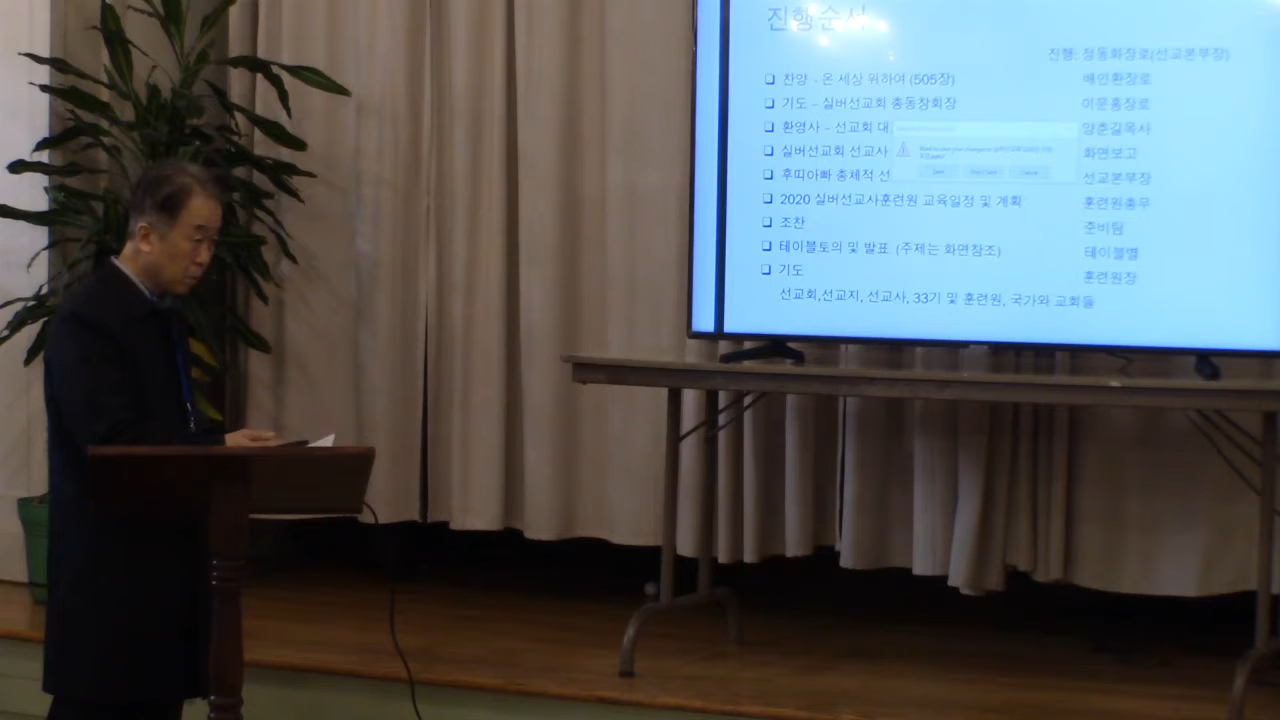 진행순서
진행: 정동화장로(선교본부장)
찬양 - 온 세상 위하여 (505장) 배인환장로
기도 – 실버선교회 총동창회장 이문홍장로
환영사 – 선교회 대 양춘길목사
실버선교회 선교사 화면보고
후띠아빠 총체적 선 선교본부장
2020 실버선교사훈련원 교육일정 및 계획 훈련원총무
조찬 준비팀
테이블토의 및 발표 (주제는 화면참조) 테이블별
기도 훈련원장
선교회,선교지, 선교사, 33기 및 훈련원, 국가와 교회들